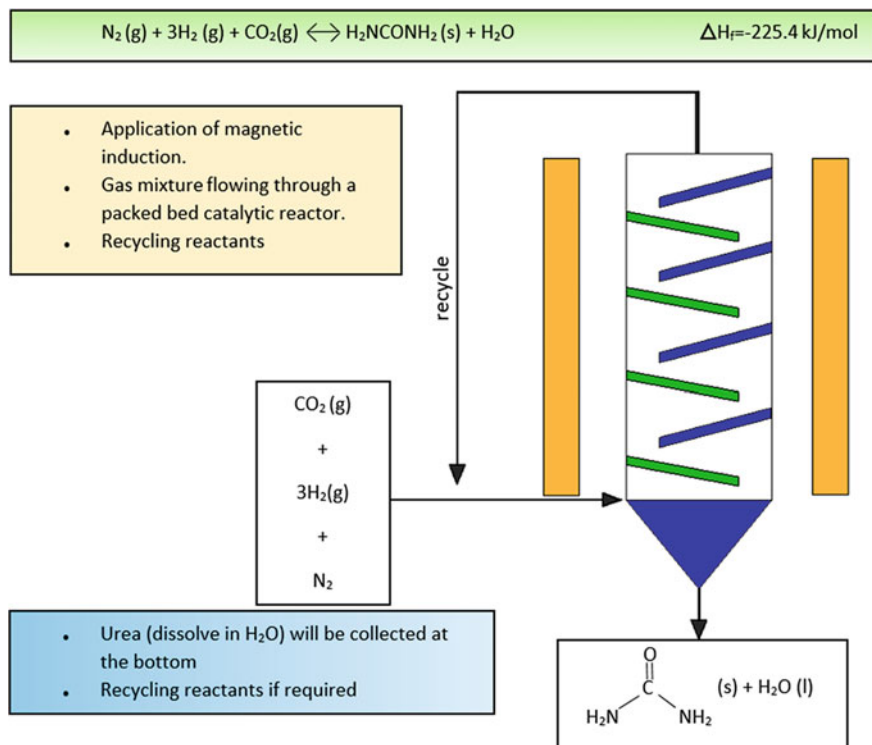 N₂ (g) + 3H₂ (g) + CO₂(g) ⟷ H₂NCONH₂ (s) + H₂O ΔHf=-225.4 kJ/mol
• Application of magnetic
induction.
• Gas mixture flowing through a
packed bed catalytic reactor.
• Recycling reactants
recycle
CO₂ (g)
+
3H₂(g)
+
N₂
• Urea (dissolve in H₂O) will be collected at
the bottom
• Recycling reactants if required
O
C
H₂N NH₂
(s) + H₂O (l)